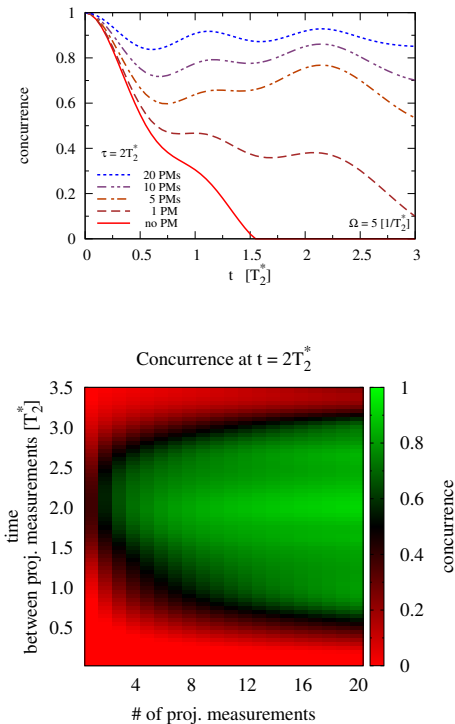 1
0.8
0.6
0.4
0.2
0
concurrence
τ = 2T₂*
20 PMs
10 PMs
5 PMs
1 PM
no PM
Ω = 5 [1/T₂*]
0 0.5 1 1.5 2 2.5 3
t [T₂*]
Concurrence at t = 2T₂*
3.5
3.0
2.5
2.0
1.5
1.0
0.5
time
between proj. measurements [T₂*]
4 8 12 16 20
# of proj. measurements
1
0.8
0.6
0.4
0.2
0
concurrence